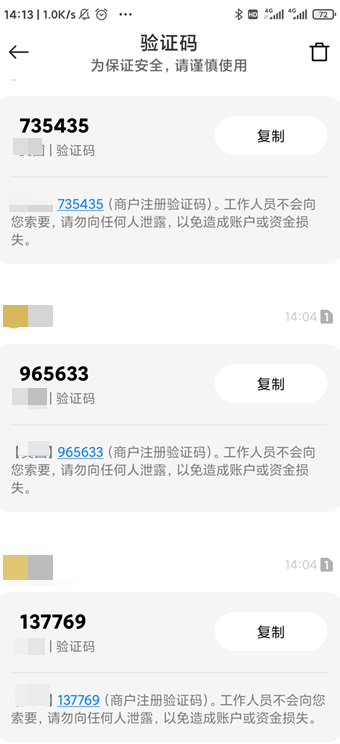 14:13 | 1.0K/s
HD 4G 4G 72
验证码
为保证安全，请谨慎使用
735435
复制
| 验证码
735435（商户注册验证码）。工作人员不会向
您索要，请勿向任何人泄露，以免造成账户或资金损
失。
14:04 1
965633
复制
| 验证码
【 】965633（商户注册验证码）。工作人员不会向
您索要，请勿向任何人泄露，以免造成账户或资金损
失。
14:04 1
137769
复制
| 验证码
】137769（商户注册验证码）。工作人员不会向您
索要，请勿向任何人泄露，以免造成账户或资金损失。